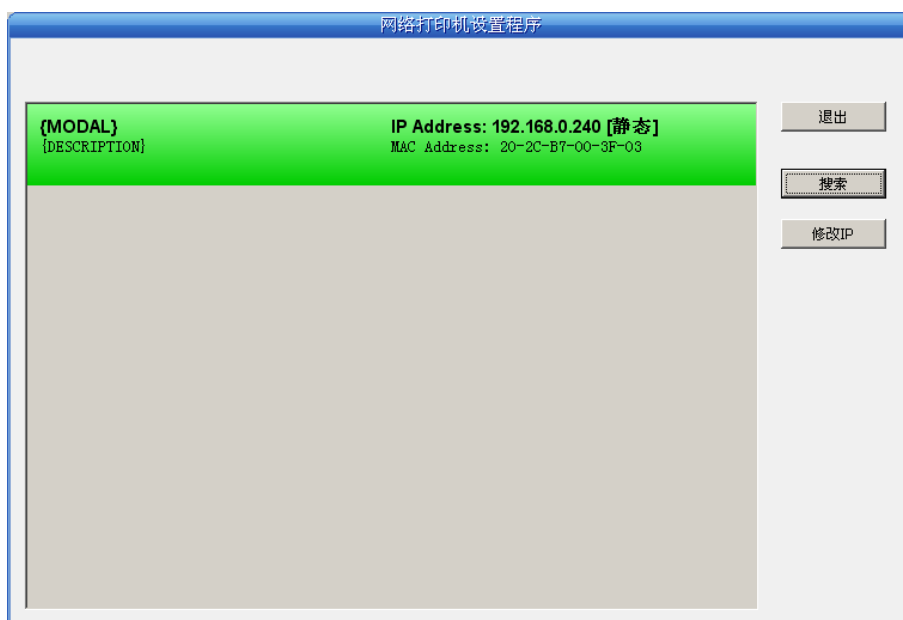 网络打印机设置程序
{MODAL}
{DESCRIPTION}
IP Address: 192.168.0.240 [静态]
MAC Address: 20-2C-B7-00-3F-03
退出
搜索
修改IP